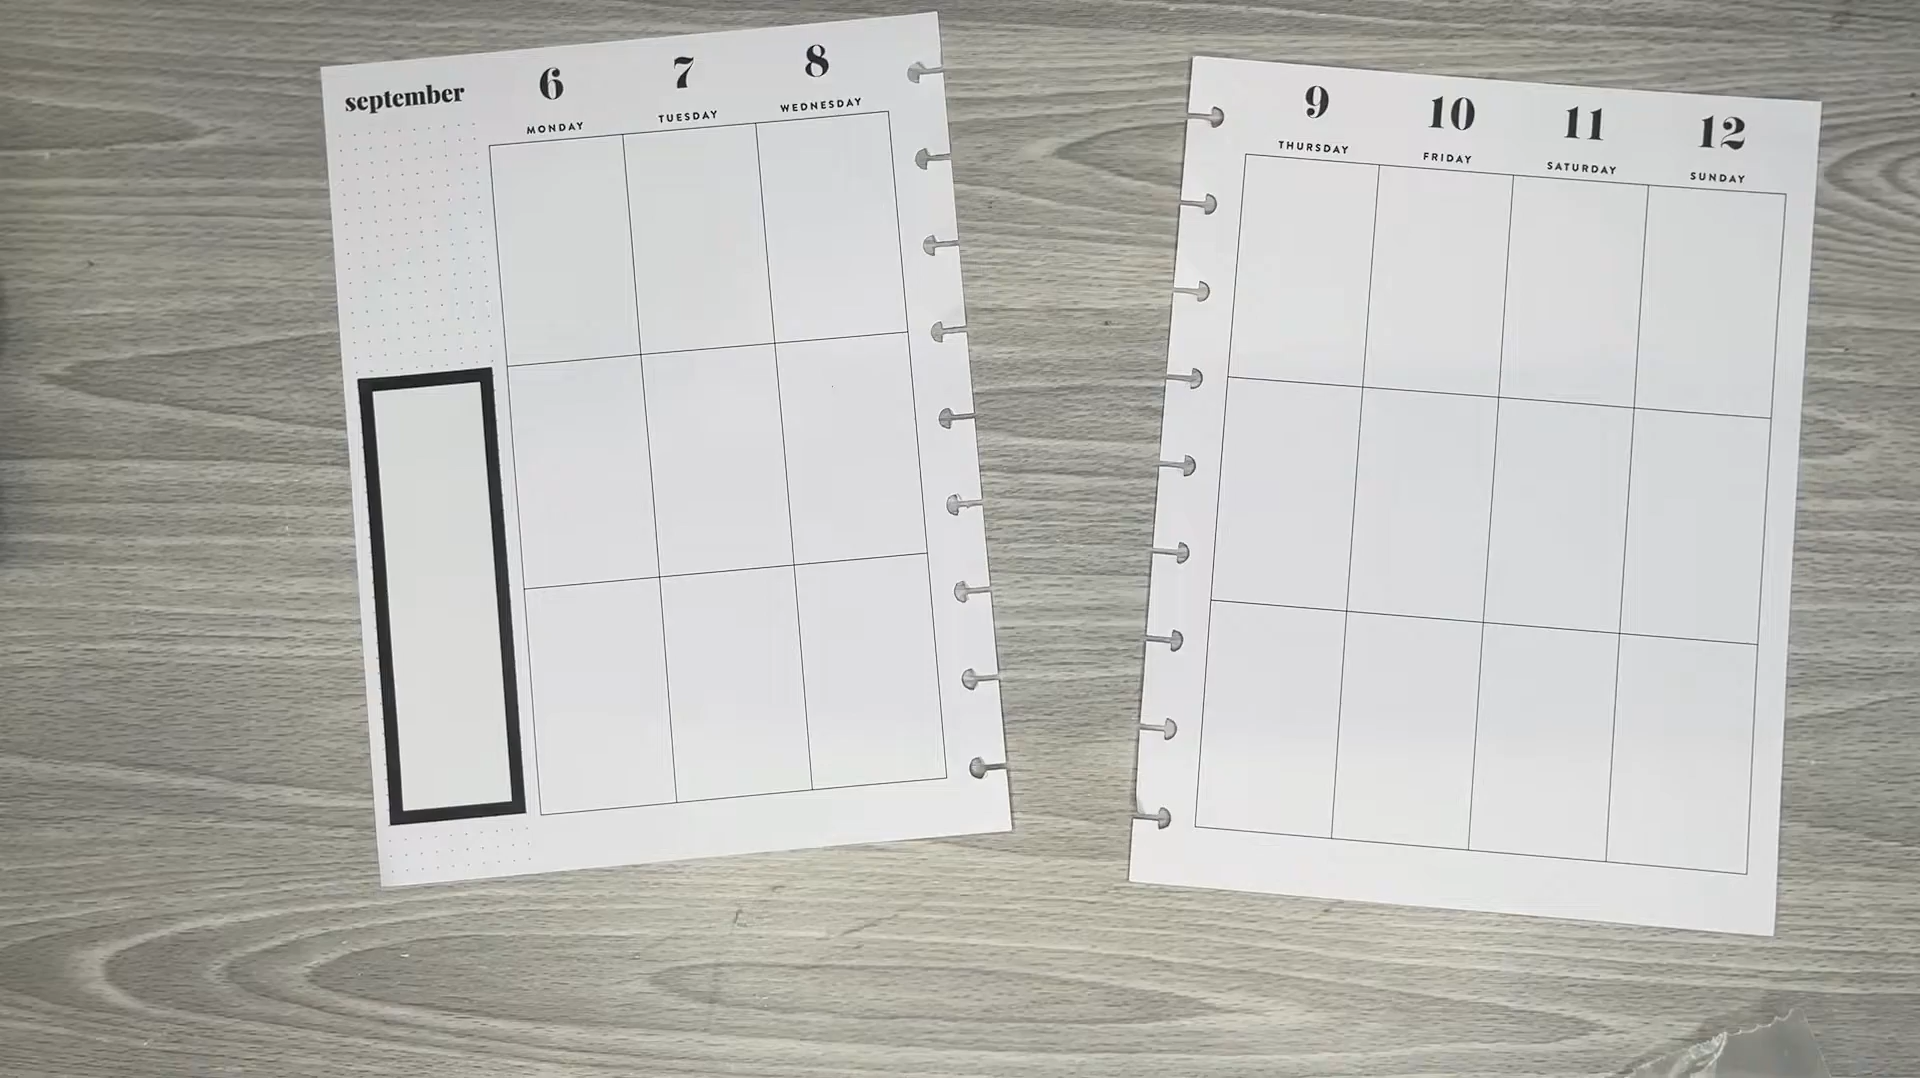 september
6 7 8
MONDAY TUESDAY WEDNESDAY
9 10 11 12
THURSDAY FRIDAY SATURDAY SUNDAY